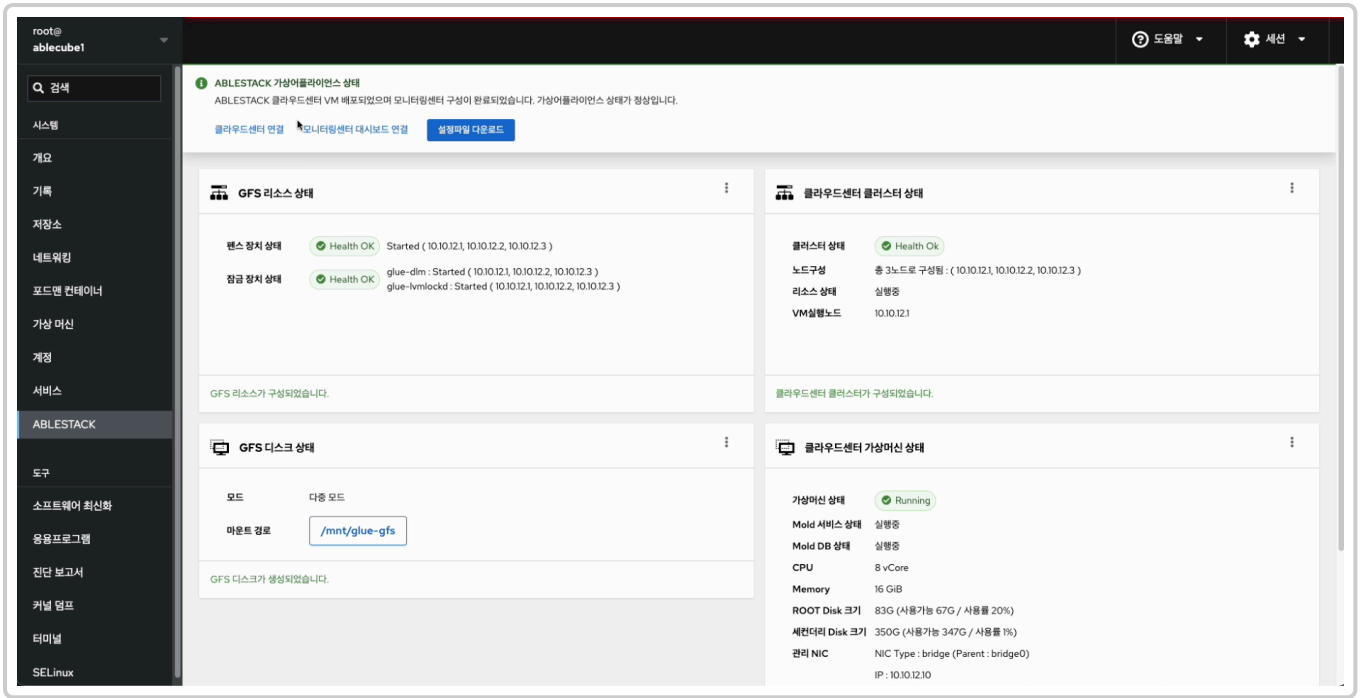 root@
ablecube1
도움말
세션
검색
시스템
개요
기록
저장소
네트워킹
포드맨 컨테이너
가상 머신
계정
서비스
ABLESTACK
도구
소프트웨어 최신화
응용프로그램
진단 보고서
커널 덤프
터미널
SELinux
ABLESTACK 가상어플라이언스 상태
ABLESTACK 클라우드센터 VM 배포되었으며 모니터링센터 구성이 완료되었습니다. 가상어플라이언스 상태가 정상입니다.
클라우드센터 연결 모니터링센터 대시보드 연결 설정파일 다운로드
GFS 리소스 상태
펜스 장치 상태 Health OK Started ( 10.10.12.1, 10.10.12.2, 10.10.12.3 )
잠금 장치 상태 Health OK glue-dlm : Started ( 10.10.12.1, 10.10.12.2, 10.10.12.3 )
glue-lvmlockd : Started ( 10.10.12.1, 10.10.12.2, 10.10.12.3 )
GFS 리소스가 구성되었습니다.
클라우드센터 클러스터 상태
클러스터 상태 Health Ok
노드구성 총 3노드로 구성됨 : ( 10.10.12.1, 10.10.12.2, 10.10.12.3 )
리소스 상태 실행중
VM실행노드 10.10.12.1
클라우드센터 클러스터가 구성되었습니다.
GFS 디스크 상태
모드 다중 모드
마운트 경로 /mnt/glue-gfs
GFS 디스크가 생성되었습니다.
클라우드센터 가상머신 상태
가상머신 상태 Running
Mold 서비스 상태 실행중
Mold DB 상태 실행중
CPU 8 vCore
Memory 16 GiB
ROOT Disk 크기 83G (사용가능 67G / 사용률 20%)
세컨더리 Disk 크기 350G (사용가능 347G / 사용률 1%)
관리 NIC NIC Type : bridge (Parent : bridge0)
IP : 10.10.12.10